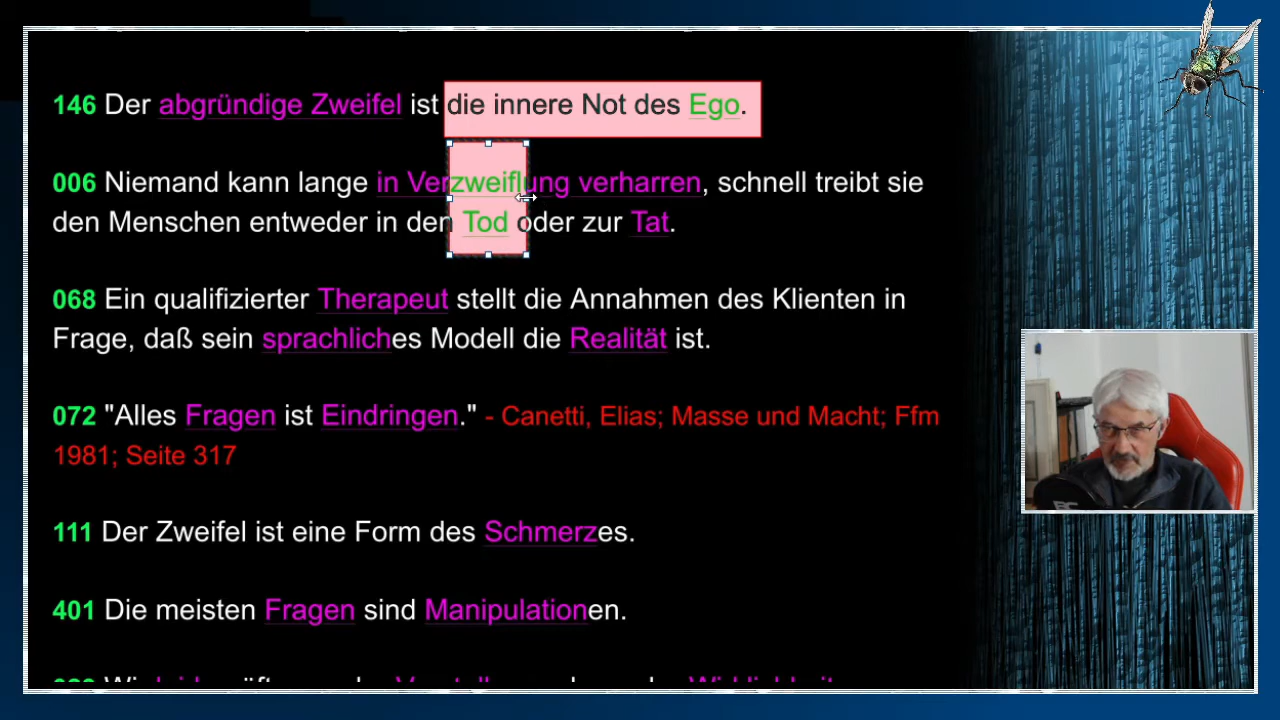 146 Der abgründige Zweifel ist die innere Not des Ego.
006 Niemand kann lange in Verzweiflung verharren, schnell treibt sie
den Menschen entweder in den Tod oder zur Tat.
068 Ein qualifizierter Therapeut stellt die Annahmen des Klienten in
Frage, daß sein sprachliches Modell die Realität ist.
072 "Alles Fragen ist Eindringen." - Canetti, Elias; Masse und Macht; Ffm
1981; Seite 317
111 Der Zweifel ist eine Form des Schmerzes.
401 Die meisten Fragen sind Manipulationen.